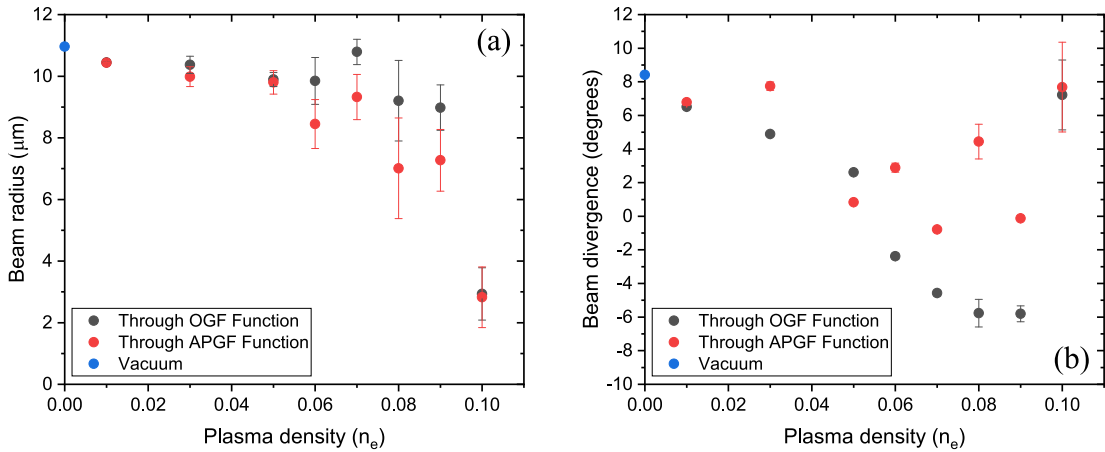 (a)
Beam radius (μm)
12
10
8
6
4
2
0
Through OGF Function
Through APGF Function
Vacuum
0.00 0.02 0.04 0.06 0.08 0.10
Plasma density (nₑ)
Beam divergence (degrees)
12
10
8
6
4
2
0
-2
-4
-6
-8
-10
Through OGF Function
Through APGF Function
Vacuum
(b)
0.00 0.02 0.04 0.06 0.08 0.10
Plasma density (nₑ)